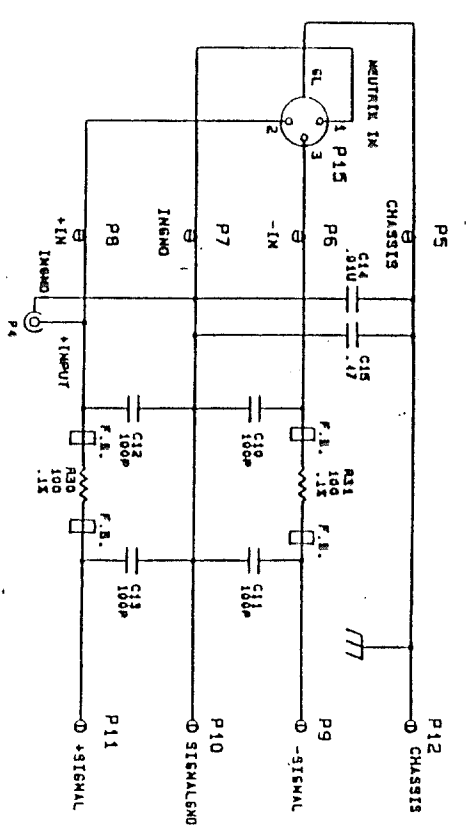 NEUTRIK IN
GL
1
2
3
P15
P5
CHASSIS
P6
-IN
P7
INGND
P8
+IN
C14
.01U
C15
.47
INGND
P4
+INPUT
F.B.
R31
100
.1%
F.B.
C10
100P
C11
100P
C12
100P
C13
100P
F.B.
R30
100
.1%
F.B.
P12
CHASSIS
P9
-SIGNAL
P10
SIGNALGND
P11
+SIGNAL